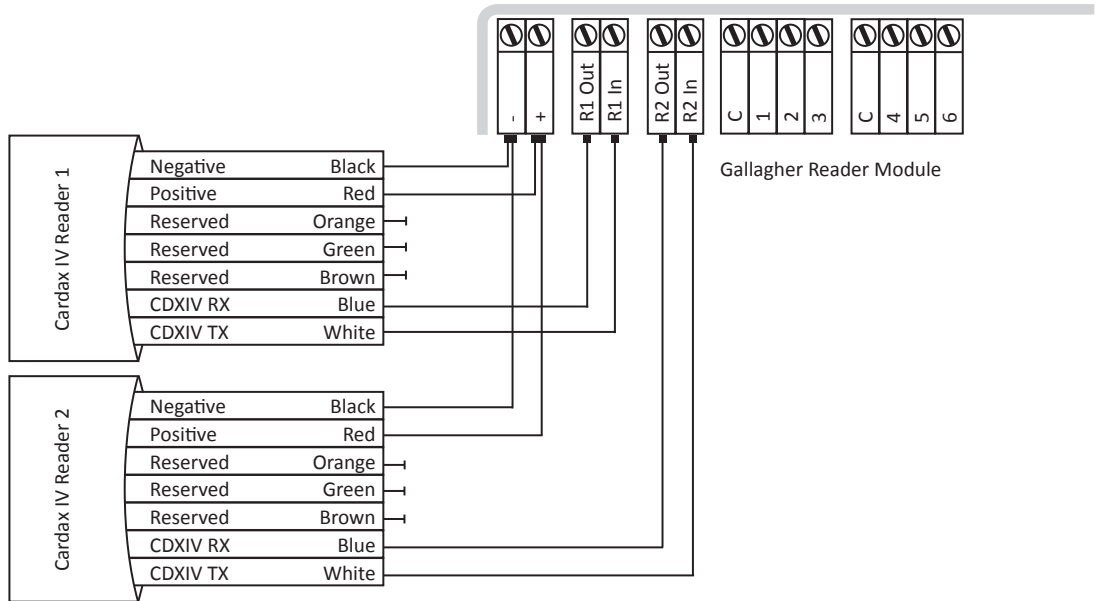 - + R1 Out R1 In R2 Out R2 In C 1 2 3 C 4 5 6
Gallagher Reader Module
Cardax IV Reader 1
Negative Black
Positive Red
Reserved Orange
Reserved Green
Reserved Brown
CDXIV RX Blue
CDXIV TX White
Cardax IV Reader 2
Negative Black
Positive Red
Reserved Orange
Reserved Green
Reserved Brown
CDXIV RX Blue
CDXIV TX White